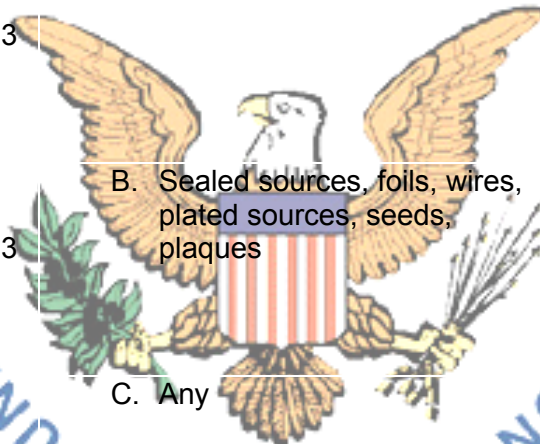 3
B. Sealed sources, foils, wires,
plated sources, seeds,
3 plaques
C. Any